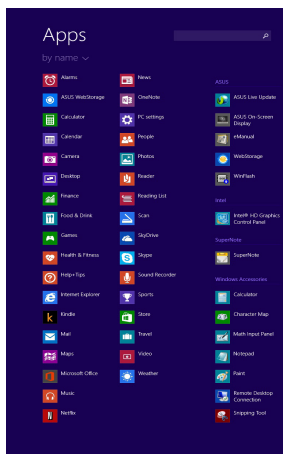 Apps
by name
Alarms
ASUS WebStorage
Calculator
Calendar
Camera
Desktop
Finance
Food & Drink
Games
Health & Fitness
Help+Tips
Internet Explorer
Kindle
Mail
Maps
Microsoft Office
Music
Netflix
News
OneNote
PC settings
People
Photos
Reader
Reading List
Scan
SkyDrive
Skype
Sound Recorder
Sports
Store
Travel
Video
Weather
ASUS
ASUS Live Update
ASUS On-Screen
Display
eManual
WebStorage
WinFlash
Intel
Intel® HD Graphics
Control Panel
SuperNote
SuperNote
Windows Accessories
Calculator
Character Map
Math Input Panel
Notepad
Paint
Remote Desktop
Connection
Snipping Tool